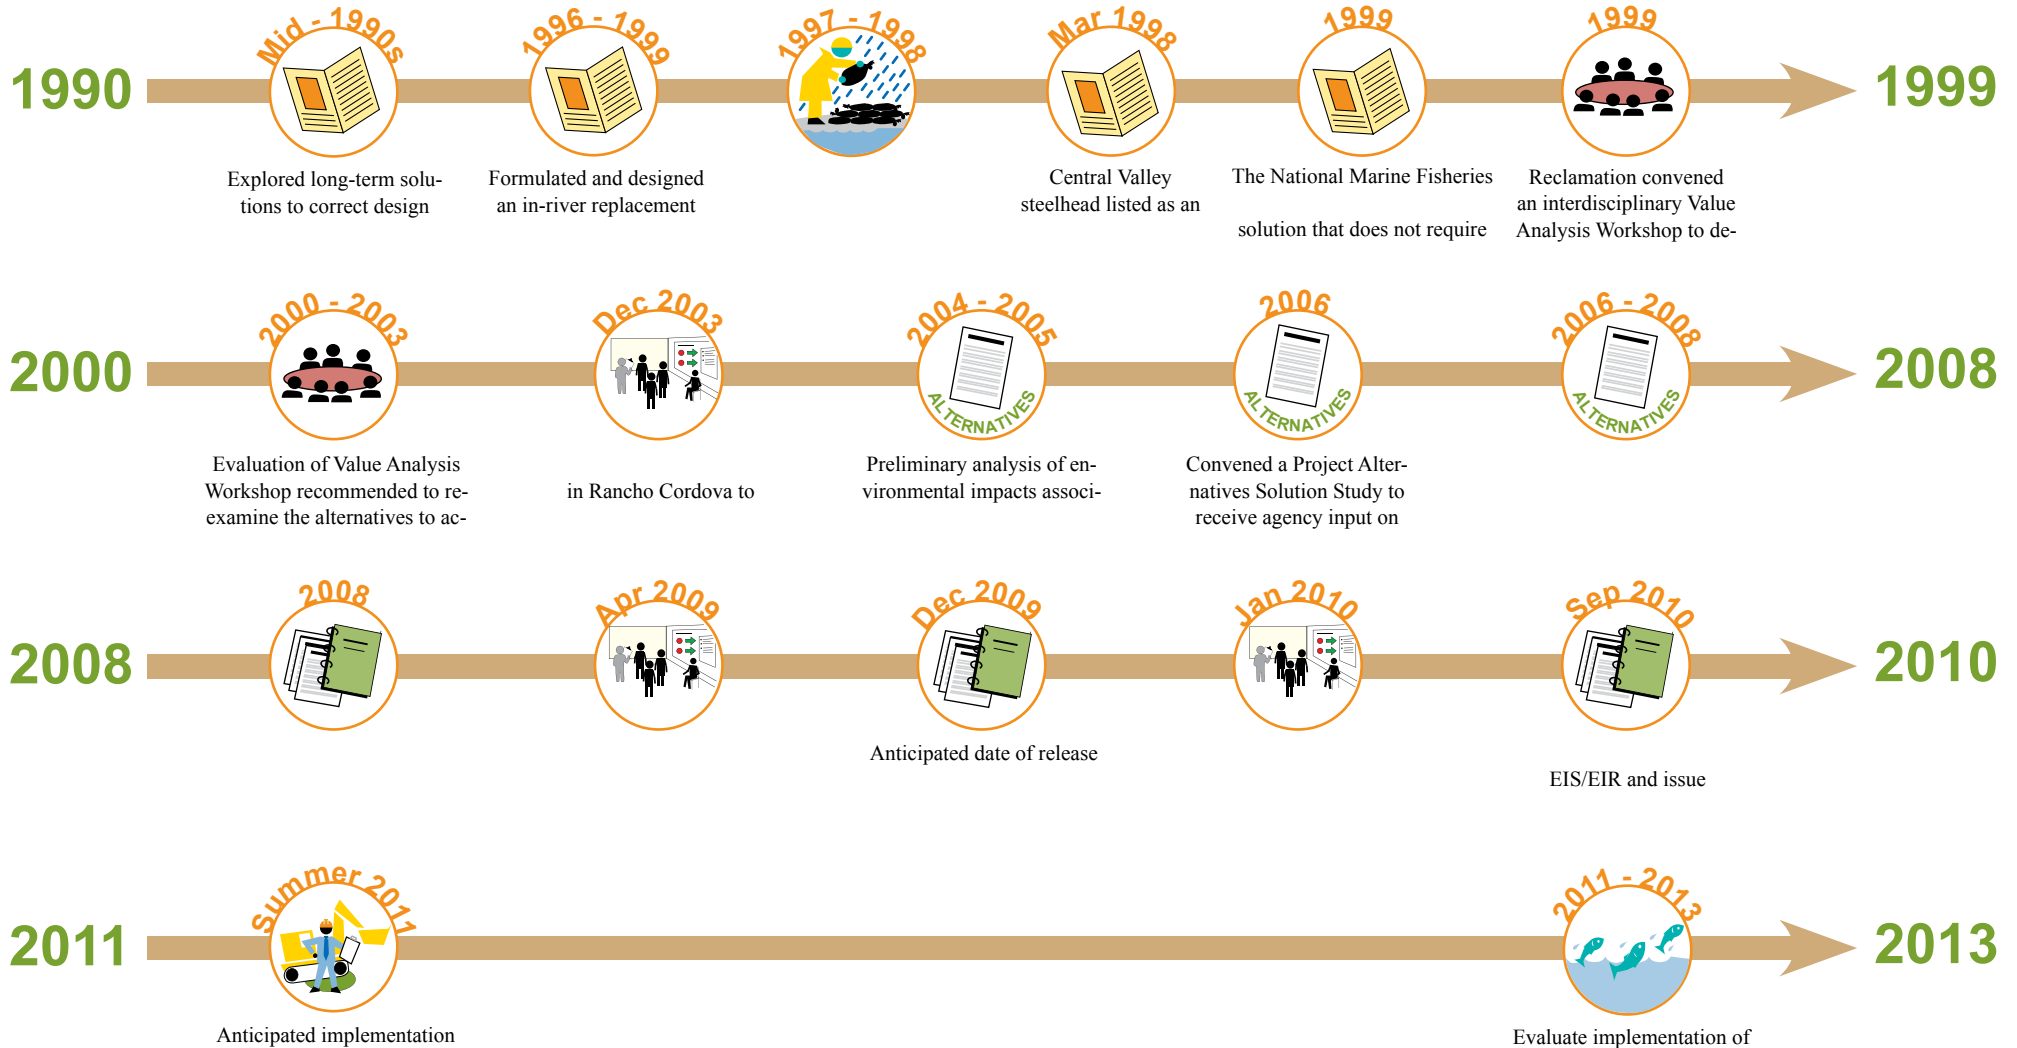 1990
Mid - 1990s
1996 - 1999
1997 - 1998
Mar 1998
1999
1999
1999
Explored long-term solu-
tions to correct design
Formulated and designed
an in-river replacement
Central Valley
steelhead listed as an
The National Marine Fisheries
solution that does not require
Reclamation convened
an interdisciplinary Value
Analysis Workshop to de-
2000
2000 - 2003
Dec 2003
2004 - 2005
ALTERNATIVES
2006
ALTERNATIVES
2006 - 2008
ALTERNATIVES
2008
Evaluation of Value Analysis
Workshop recommended to re-
examine the alternatives to ac-
in Rancho Cordova to
Preliminary analysis of en-
vironmental impacts associ-
Convened a Project Alter-
natives Solution Study to
receive agency input on
2008
2008
Apr 2009
Dec 2009
Jan 2010
Sep 2010
2010
Anticipated date of release
EIS/EIR and issue
2011
Summer 2011
2011 - 2013
2013
Anticipated implementation
Evaluate implementation of